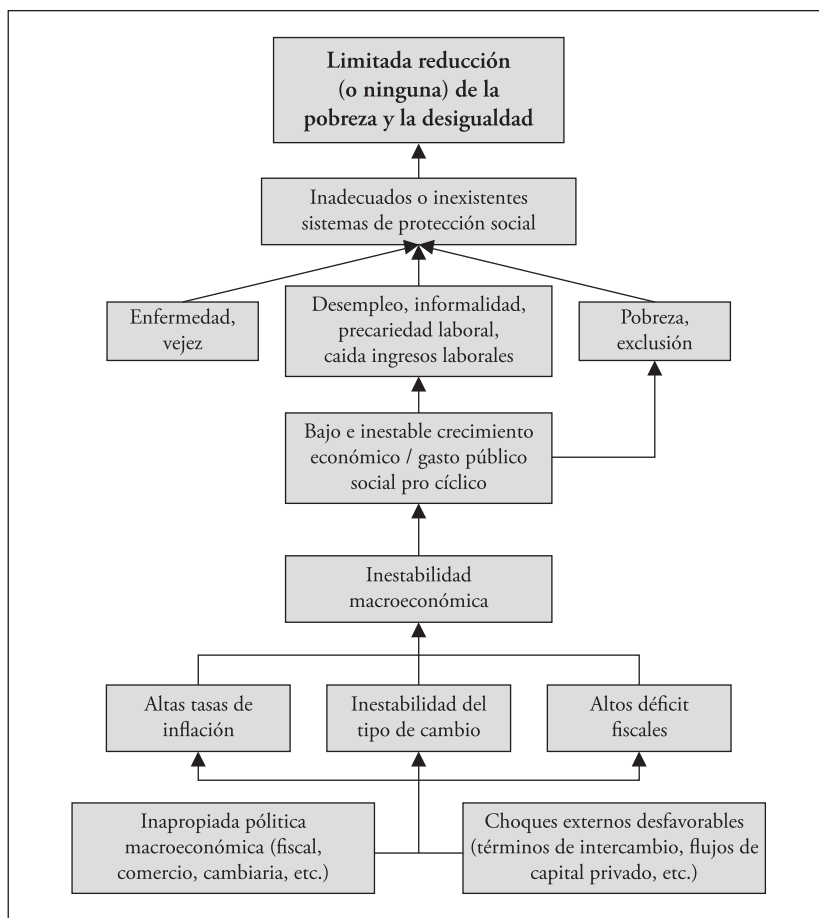 Limitada reducción
(o ninguna) de la
pobreza y la desigualdad
Inadecuados o inexistentes
sistemas de protección social
Enfermedad,
vejez
Desempleo, informalidad,
precariedad laboral,
caida ingresos laborales
Pobreza,
exclusión
Bajo e inestable crecimiento
económico / gasto público
social pro cíclico
Inestabilidad
macroeconómica
Altas tasas de
inflación
Inestabilidad del
tipo de cambio
Altos déficit
fiscales
Inapropiada pólitica
macroeconómica (fiscal,
comercio, cambiaria, etc.)
Choques externos desfavorables
(términos de intercambio, flujos de
capital privado, etc.)